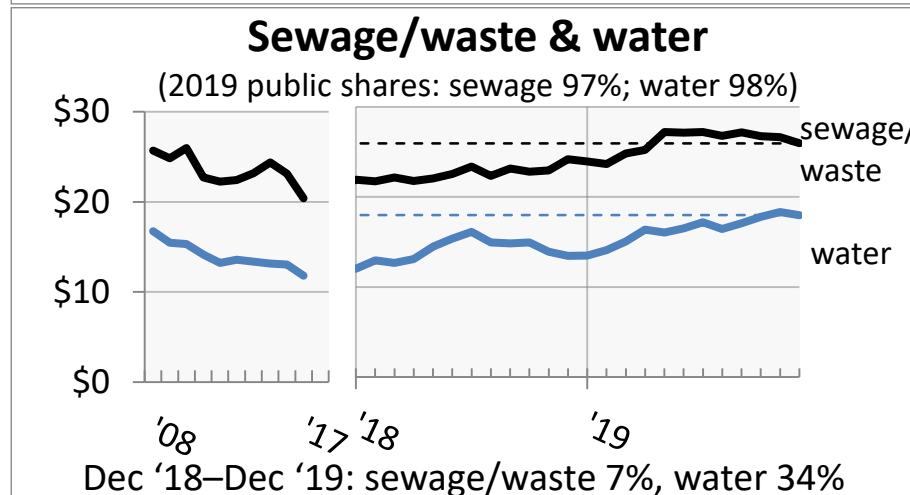 Sewage/waste & water
(2019 public shares: sewage 97%; water 98%)
$30
$20
$10
$0
sewage/
waste
water
'08
'17
'18
'19
Dec ‘18–Dec ‘19: sewage/waste 7%, water 34%